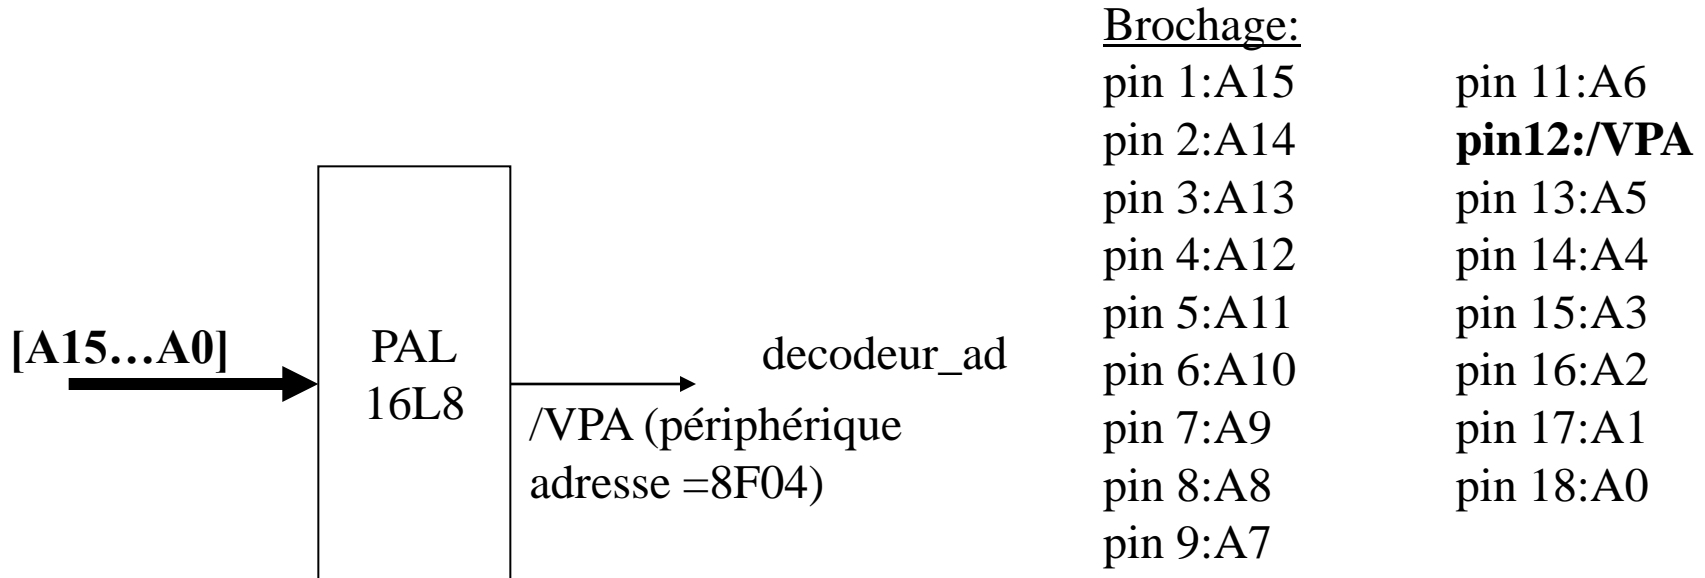 [A15…A0]
PAL
16L8
decodeur_ad
/VPA (périphérique
adresse =8F04)
Brochage:
pin 1:A15
pin 2:A14
pin 3:A13
pin 4:A12
pin 5:A11
pin 6:A10
pin 7:A9
pin 8:A8
pin 9:A7
pin 11:A6
pin12:/VPA
pin 13:A5
pin 14:A4
pin 15:A3
pin 16:A2
pin 17:A1
pin 18:A0